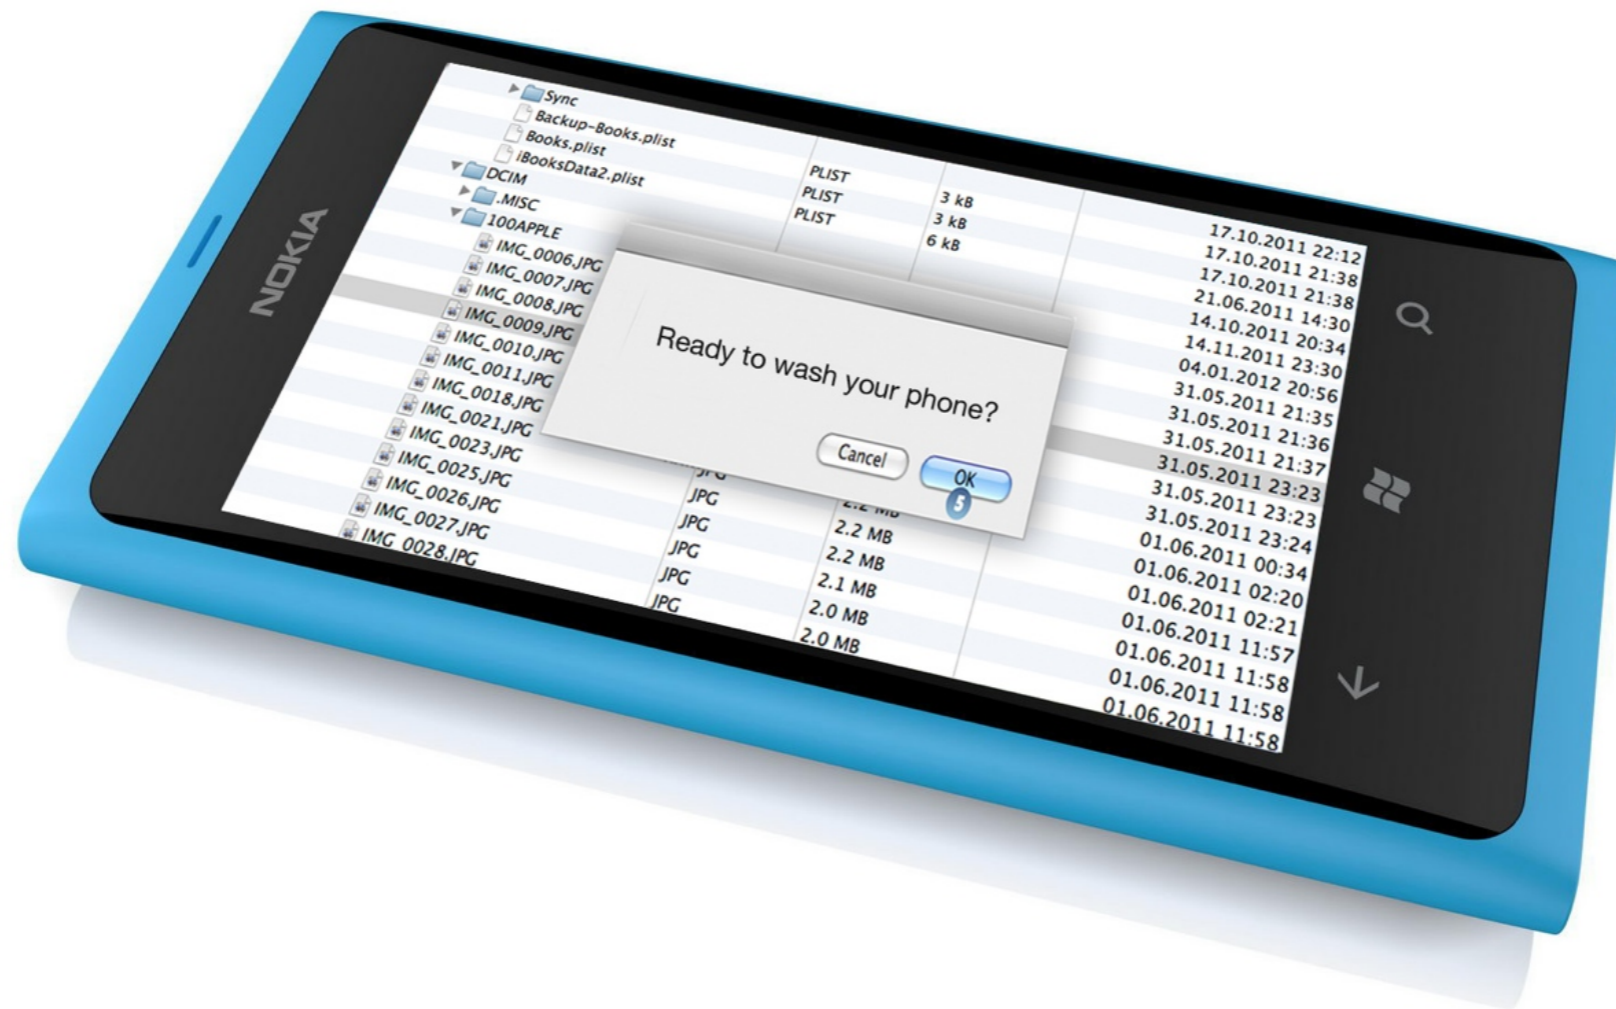 NOKIA
Sync
Backup-Books.plist
Books.plist PLIST 3 kB 17.10.2011 22:12
iBooksData2.plist PLIST 3 kB 17.10.2011 21:38
DCIM PLIST 6 kB 17.10.2011 21:38
.MISC 21.06.2011 14:30
100APPLE 14.10.2011 20:34
IMG_0006.JPG 14.11.2011 23:30
IMG_0007.JPG 04.01.2012 20:56
IMG_0008.JPG 31.05.2011 21:35
IMG_0009.JPG 31.05.2011 21:36
IMG_0010.JPG 31.05.2011 21:37
IMG_0011.JPG 31.05.2011 23:23
IMG_0018.JPG 31.05.2011 23:23
IMG_0021.JPG 31.05.2011 23:24
IMG_0023.JPG 01.06.2011 00:34
IMG_0025.JPG JPG 2.2 MB 01.06.2011 02:20
IMG_0026.JPG JPG 2.2 MB 01.06.2011 02:21
IMG_0027.JPG JPG 2.2 MB 01.06.2011 11:57
IMG_0028.JPG JPG 2.1 MB 01.06.2011 11:58
JPG 2.0 MB 01.06.2011 11:58
JPG 2.0 MB 01.06.2011 11:58
Ready to wash your phone?
Cancel
OK
5